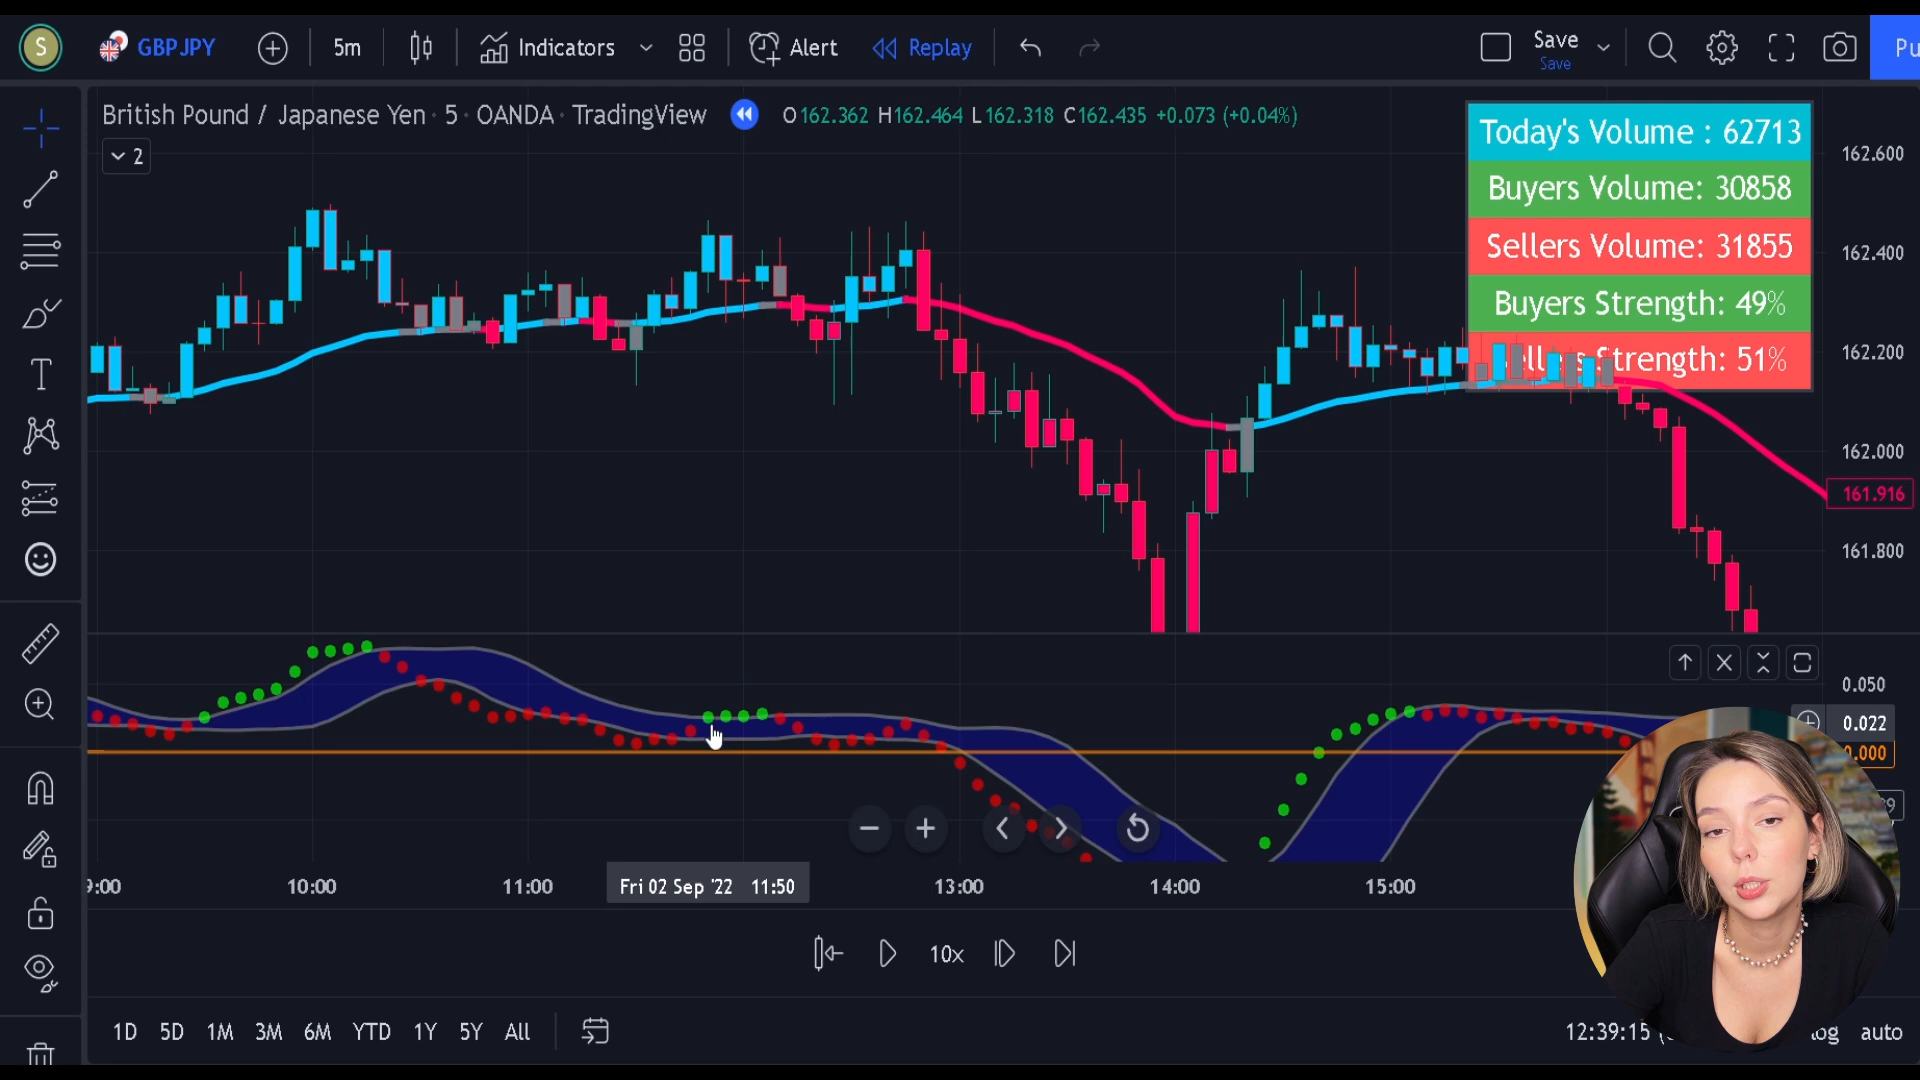 S
GBPJPY
5m
Indicators
Alert
Replay
Save
Save
Pu
British Pound / Japanese Yen · 5 · OANDA · TradingView
O162.362 H162.464 L162.318 C162.435 +0.073 (+0.04%)
2
Today's Volume : 62713
Buyers Volume: 30858
Sellers Volume: 31855
Buyers Strength: 49%
Sellers Strength: 51%
162.600
162.400
162.200
162.000
161.916
161.800
0.050
0.022
0.000
9:00
10:00
11:00
Fri 02 Sep '22 11:50
13:00
14:00
15:00
10x
1D 5D 1M 3M 6M YTD 1Y 5Y All
12:39:15
log
auto